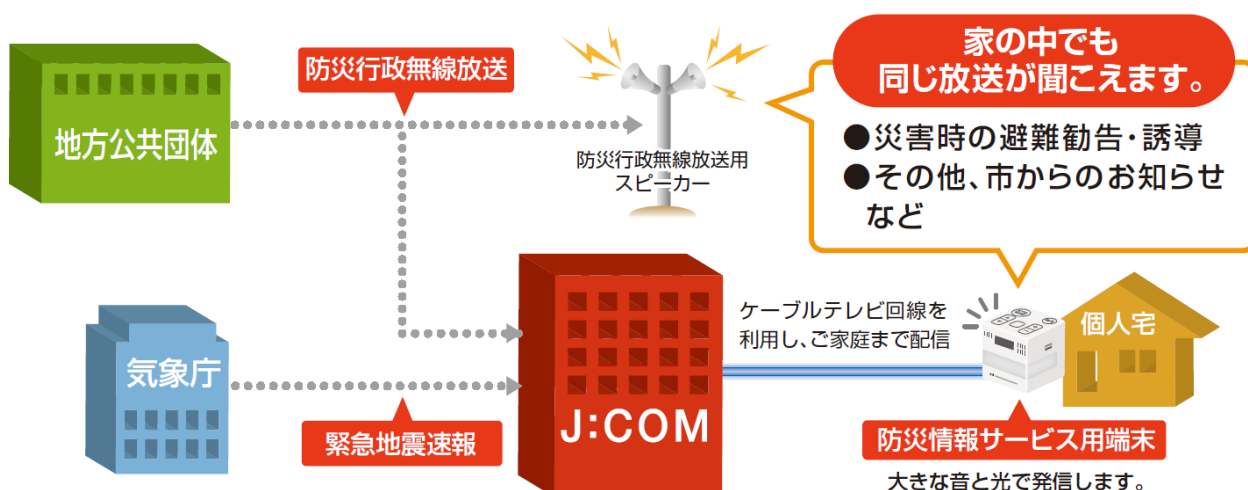 地方公共団体
防災行政無線放送
防災行政無線放送用
スピーカー
家の中でも
同じ放送が聞こえます。
●災害時の避難勧告・誘導
●その他、市からのお知らせ
など
気象庁
緊急地震速報
J:COM
ケーブルテレビ回線を
利用し、ご家庭まで配信
個人宅
防災情報サービス用端末
大きな音と光で発信します。